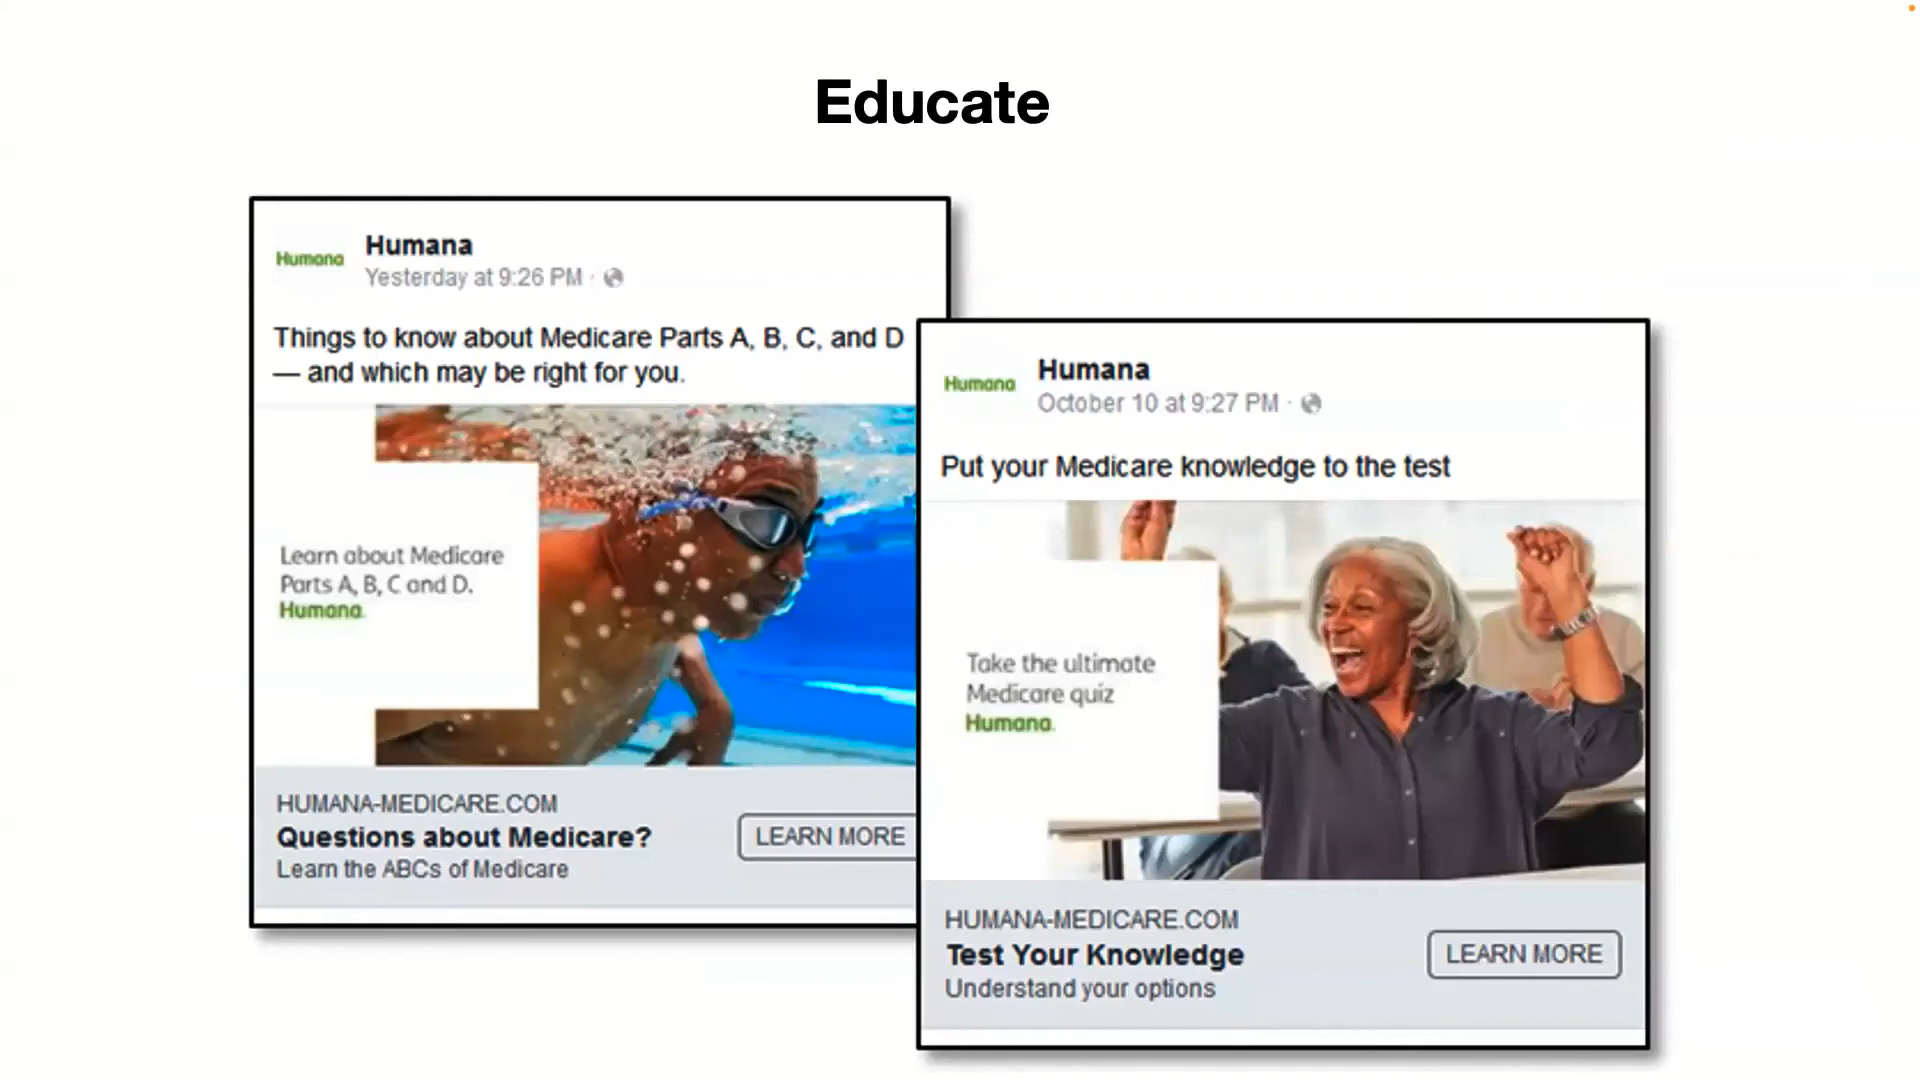 Educate
Humana
Humana
Yesterday at 9:26 PM ·
Things to know about Medicare Parts A, B, C, and D
— and which may be right for you.
Learn about Medicare
Parts A, B, C and D.
Humana.
HUMANA-MEDICARE.COM
Questions about Medicare?
Learn the ABCs of Medicare
LEARN MORE
Humana
Humana
October 10 at 9:27 PM ·
Put your Medicare knowledge to the test
Take the ultimate
Medicare quiz
Humana.
HUMANA-MEDICARE.COM
Test Your Knowledge
Understand your options
LEARN MORE